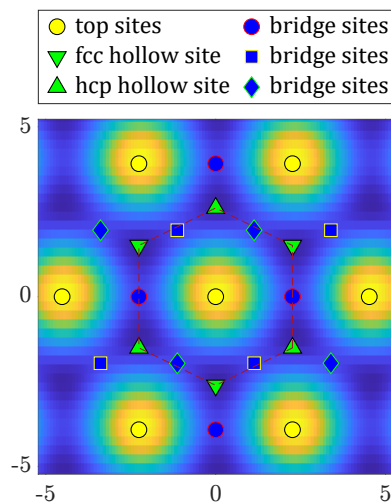 top sites bridge sites
fcc hollow site bridge sites
hcp hollow site bridge sites
5
0
-5
-5 0 5